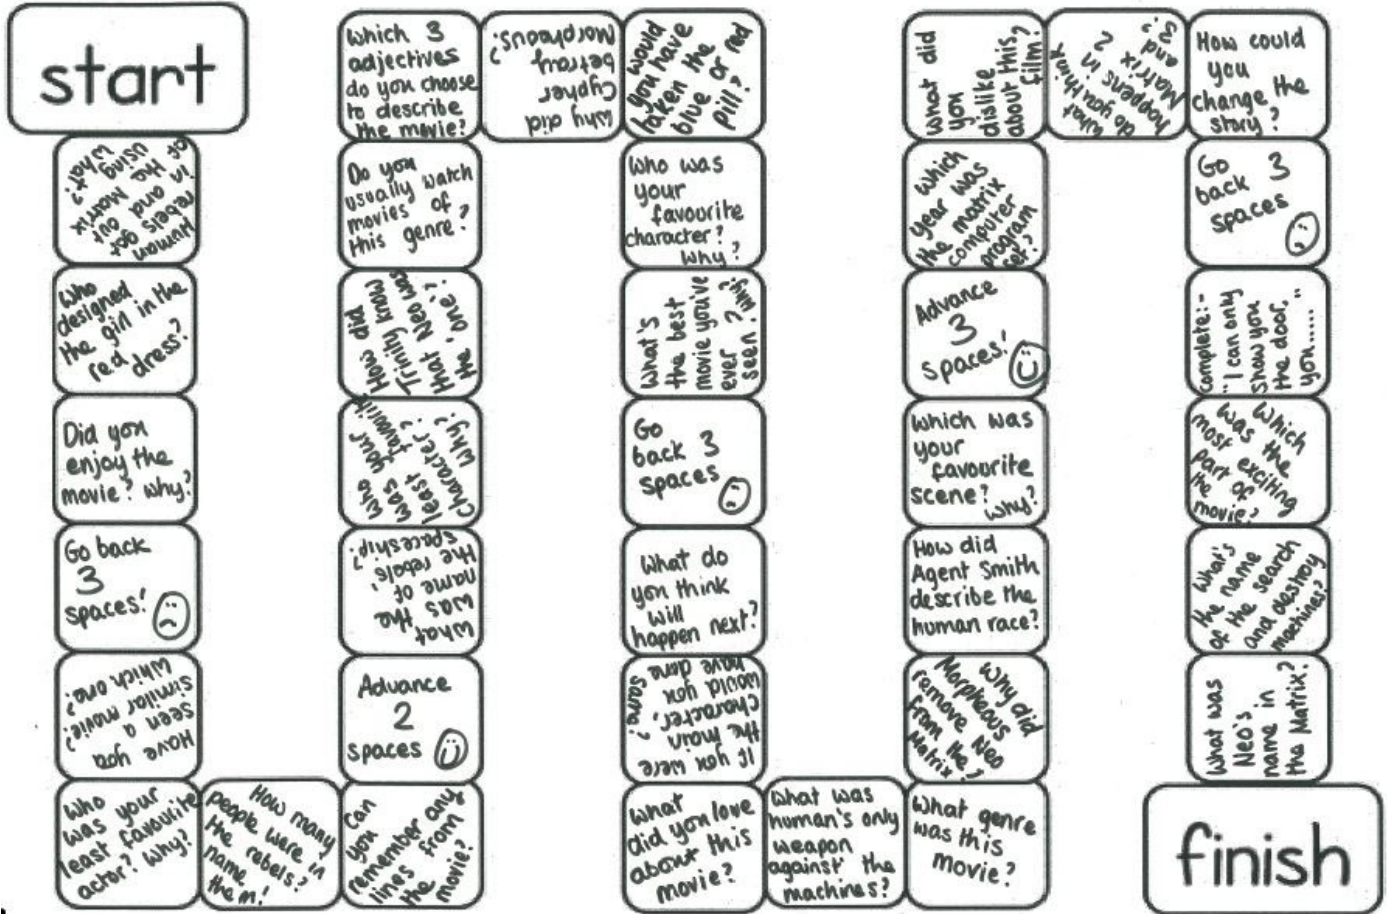 start
Human
rebels got
in and out
of the Matrix
using
what?
Who
designed
the girl in the
red dress?
Did you
enjoy the
movie? Why?
Go back
3
spaces!
Have you
seen a
similar movie?
Which one?
Who
was your
least favourite
actor? Why?
How many
people were in
the rebels?
name
them!
Can
you
remember any
lines from
the movie?
Advance
2
spaces
What
was the
name of
the rebels'
spaceship?
Who
was your
least favourite
character?
Why?
How did
Trinity know
that Neo was
the 'one'?
Do you
usually watch
movies of
this genre?
Which 3
adjectives
do you choose
to describe
the movie?
Why did
Cypher
betray
Morpheous?
Would
you have
taken the
blue or red
pill?
Who was
your
favourite
character?
Why?
What's
the best
movie you've
ever
seen? Why?
Go
back 3
spaces
What do
you think
will
happen next?
If you were
the main
character,
would you
have done
same?
What
did you love
about this
movie?
What was
human's only
weapon
against the
machines?
What genre
was this
movie?
Why did
Morpheous
remove Neo
from the
Matrix?
How did
Agent Smith
describe the
human race?
Which was
your
favourite
scene?
Why?
Advance
3
spaces!
Which
year was
the matrix
computer
program
set?
What did
you
dislike
about this
film?
What
do you think
happens in
Matrix 2
and 3?
How could
you
change the
story?
Go
back 3
spaces
Complete:-
"I can only
show you
the door,
you......"
Which
was the
most exciting
part of
the
movie?
What's
the name
of the search
and destroy
machines?
What was
Neo's
name in
the Matrix?
finish